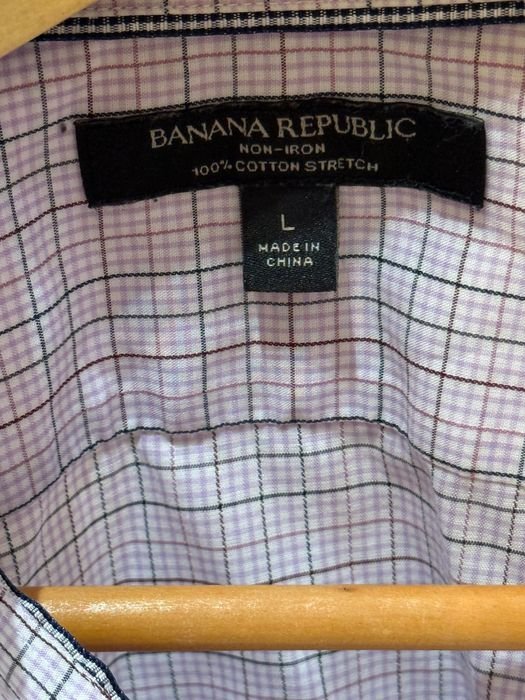 BANANA REPUBLIC
NON-IRON
100% COTTON STRETCH
L
MADE IN
CHINA